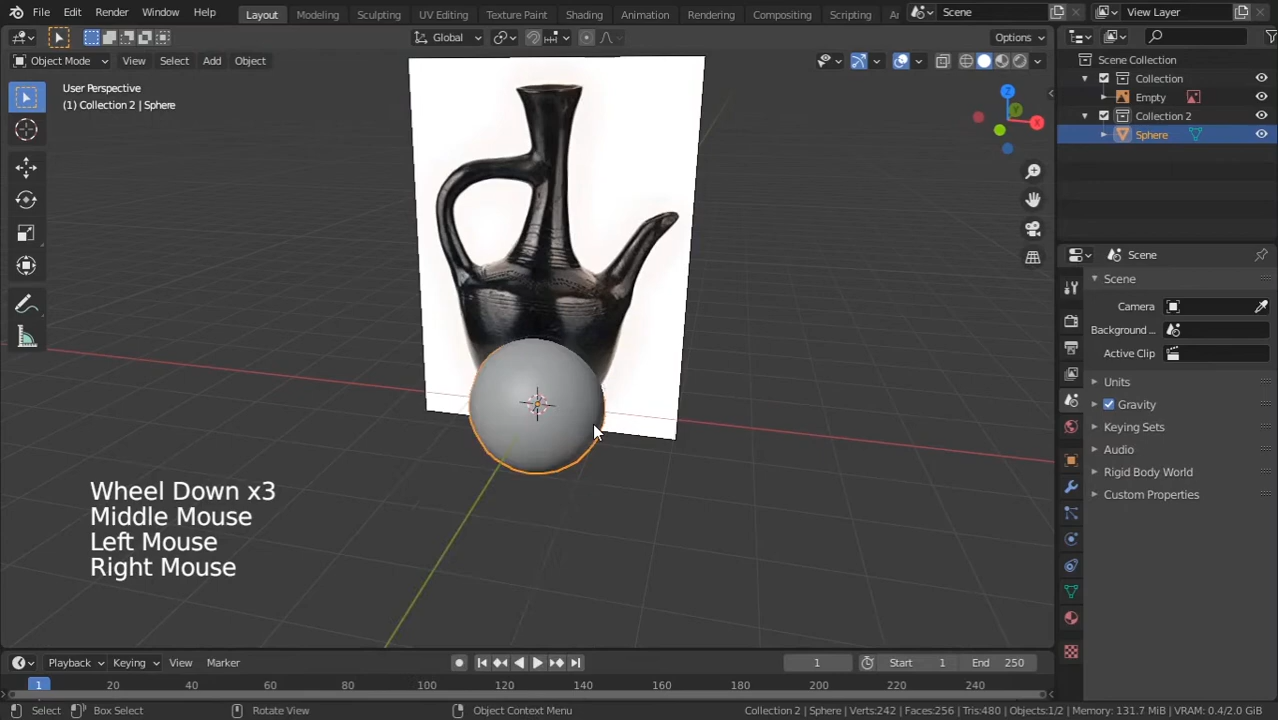 File Edit Render Window Help Layout Modeling Sculpting UV Editing Texture Paint Shading Animation Rendering Compositing Scripting Scene View Layer
Global Options
Object Mode View Select Add Object
User Perspective
(1) Collection 2 | Sphere
Z
Y
X
Scene Collection
Collection
Empty
Collection 2
Sphere
Scene
Scene
Camera
Background ...
Active Clip
Units
Gravity
Keying Sets
Audio
Rigid Body World
Custom Properties
Wheel Down x3
Middle Mouse
Left Mouse
Right Mouse
Playback Keying View Marker 1 Start 1 End 250
1 20 40 60 80 100 120 140 160 180 200 220 240
Select Box Select Rotate View Object Context Menu Collection 2 | Sphere | Verts:242 | Faces:256 | Tris:480 | Objects:1/2 | Memory: 131.7 MiB | VRAM: 0.4/2.0 GiB